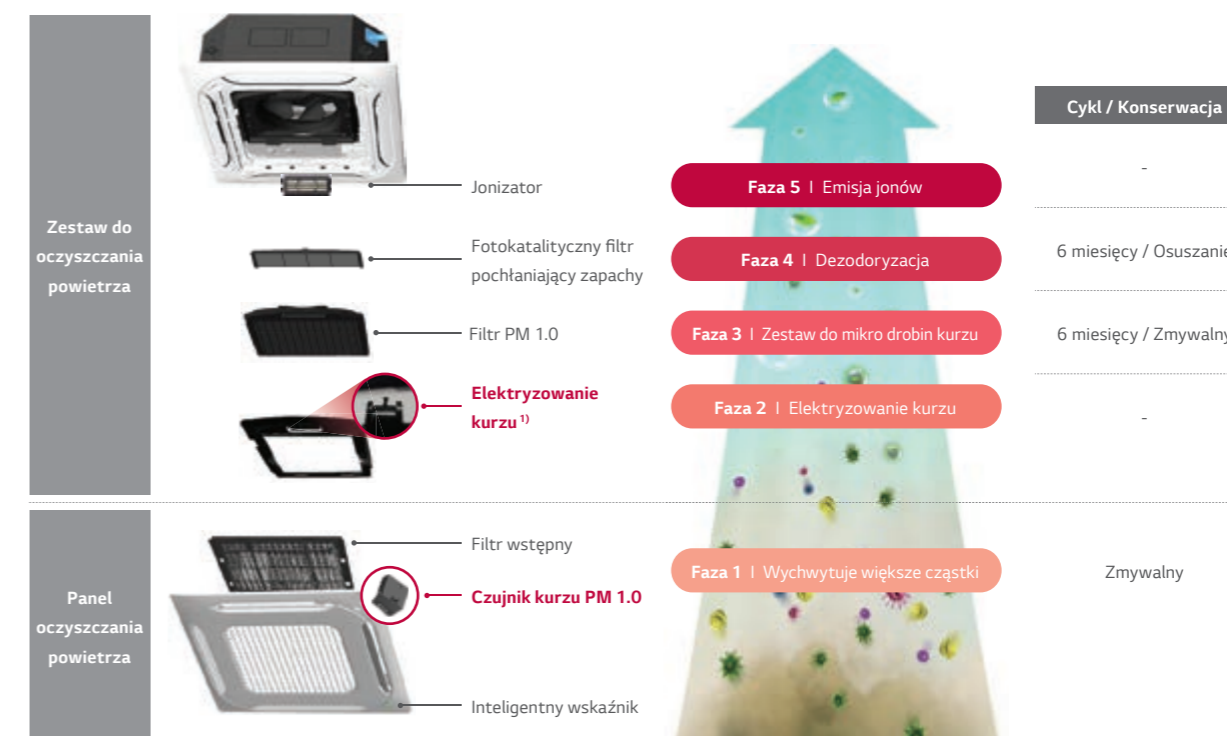 Cykl / Konserwacja
Zestaw do
oczyszczania
powietrza
Jonizator
Faza 5 | Emisja jonów
-
Fotokatalityczny filtr
pochłaniający zapachy
Faza 4 | Dezodoryzacja
6 miesięcy / Osuszanie
Filtr PM 1.0
Faza 3 | Zestaw do mikro drobin kurzu
6 miesięcy / Zmywalny
Elektryzowanie
kurzu 1)
Faza 2 | Elektryzowanie kurzu
-
Panel
oczyszczania
powietrza
Filtr wstępny
Czujnik kurzu PM 1.0
Inteligentny wskaźnik
Faza 1 | Wychwytuje większe cząstki
Zmywalny